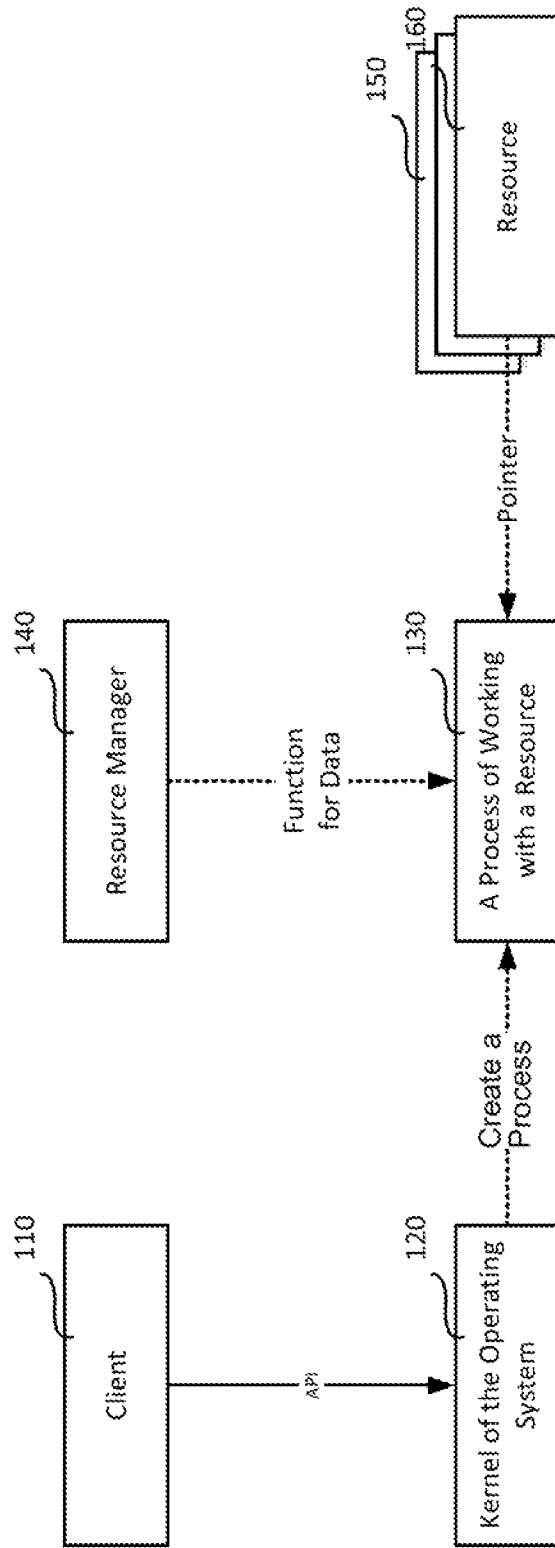 110
Client
API
120
Kernel of the Operating
System
Create a
Process
140
Resource Manager
Function
for Data
130
A Process of Working
with a Resource
Pointer
150
160
Resource